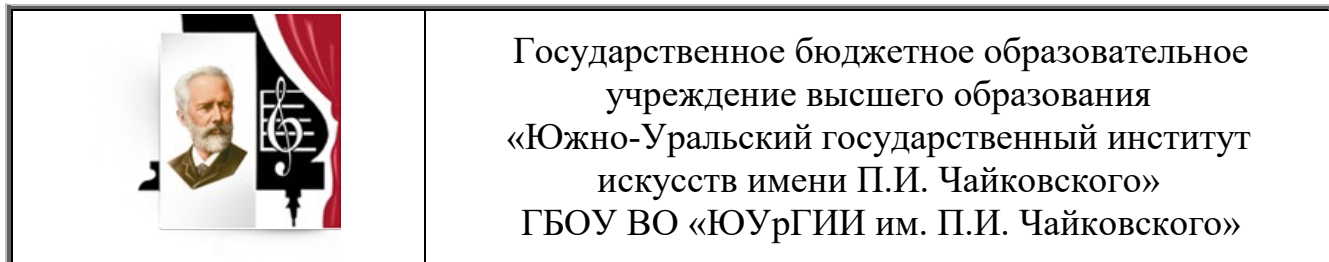 Государственное бюджетное образовательное
учреждение высшего образования
«Южно-Уральский государственный институт
искусств имени П.И. Чайковского»
ГБОУ ВО «ЮУрГИИ им. П.И. Чайковского»